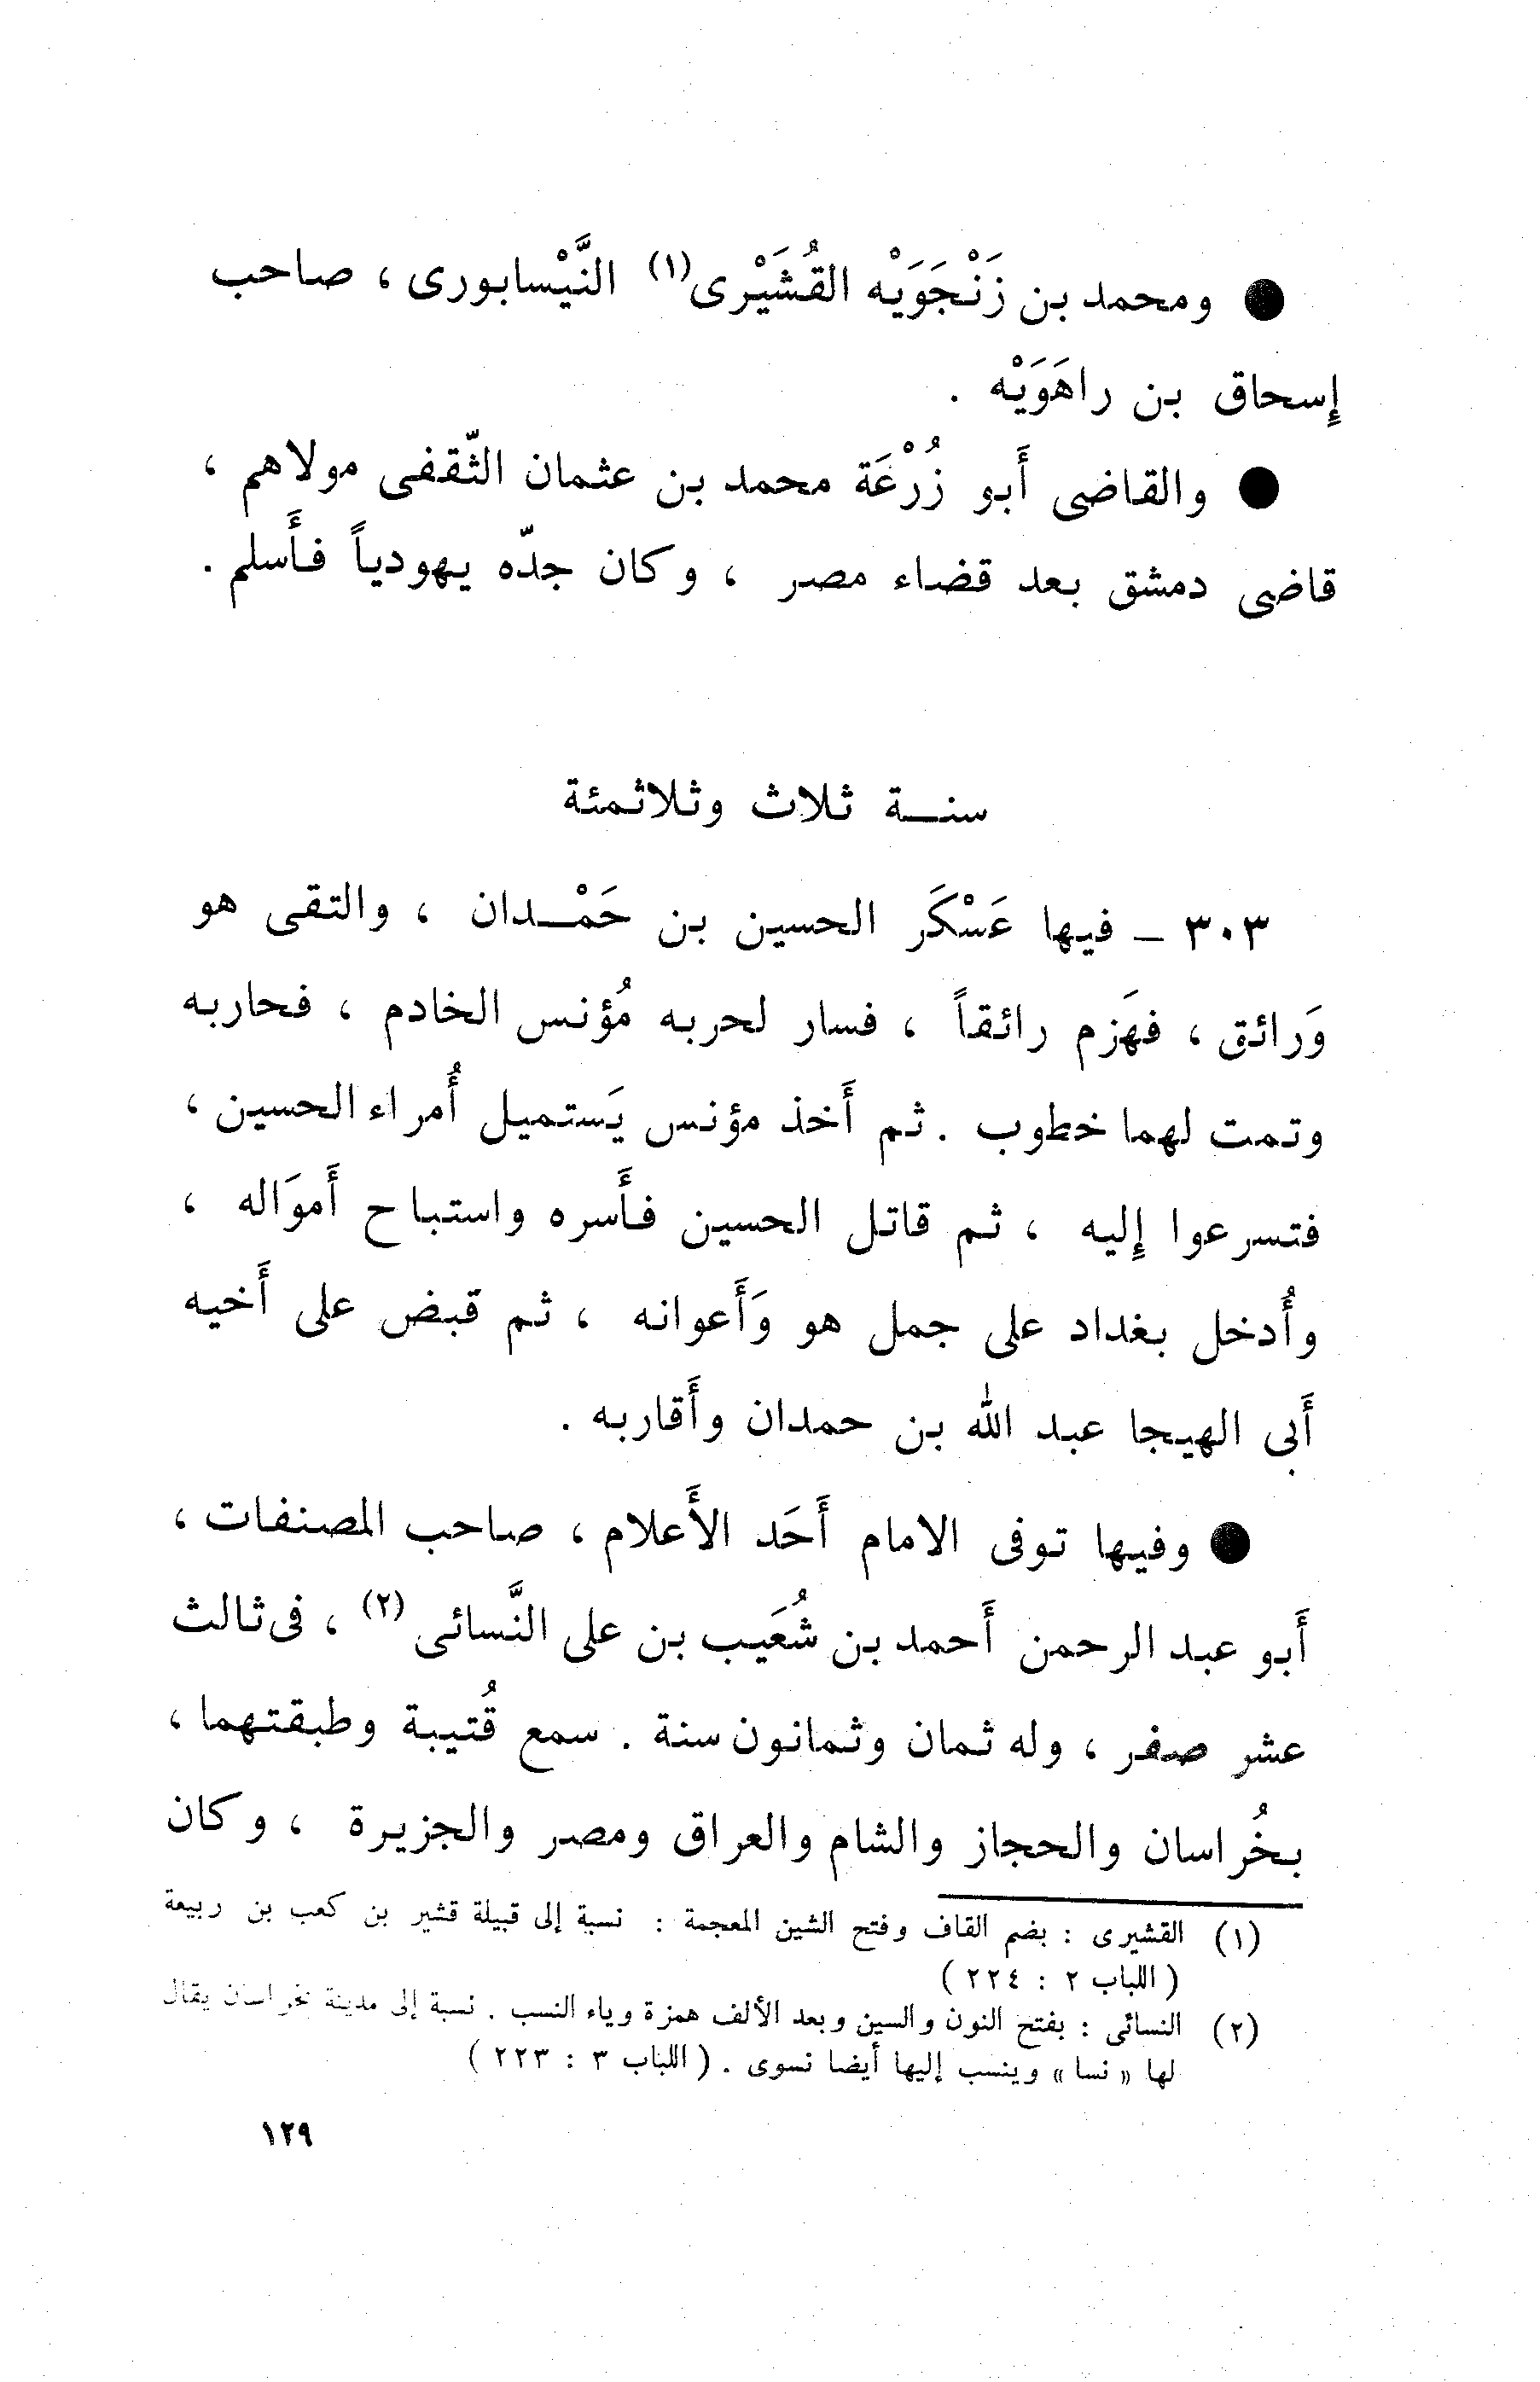 ● ومحمد بن زَنْجَوَيْه القُشَيْرى(١) النَّيْسابورى ، صاحب
إِسحاق بن راهَوَيْه .
● والقاضى أَبو زُرْعَة محمد بن عثمان الثّقفى مولاهم ،
قاضى دمشق بعد قضاء مصر ، وكان جدّه يهودياً فأَسلم .
سنــة ثلاث وثلاثمئة
٣٠٣ – فيها عَسْكَر الحسين بن حَمْــدان ، والتقى هو
وَرائق ، فهَزم رائقاً ، فسار لحربه مُؤنس الخادم ، فحاربه
وتمت لهما خطوب . ثم أَخذ مؤنس يَستميل أُمراء الحسين ،
فتسرعوا إِليه ، ثم قاتل الحسين فأَسره واستباح أَموَاله ،
وأُدخل بغداد على جمل هو وَأَعوانه ، ثم قبض على أَخيه
أَبى الهيجا عبد الله بن حمدان وأَقاربه .
● وفيها توفى الامام أَحَد الأَعلام ، صاحب المصنفات ،
أَبو عبد الرحمن أَحمد بن شُعَيب بن على النَّسائى (٢) ، فى ثالث
عشر صفر ، وله ثمان وثمانون سنة . سمع قُتيبة وطبقتهما ،
بخُراسان والحجاز والشام والعراق ومصر والجزيرة ، وكان
(١) القشيرى : بضم القاف وفتح الشين المعجمة : نسبة إلى قبيلة قشير بن كعب بن ربيعة
( اللباب ٢ : ٢٢٤ )
(٢) النسائى : بفتح النون والسين وبعد الألف همزة وياء النسب . نسبة إلى مدينة بخراسان يقال
لها « نسا » وينسب إليها أيضا نسوى . ( اللباب ٣ : ٢٢٣ )
١٢٩